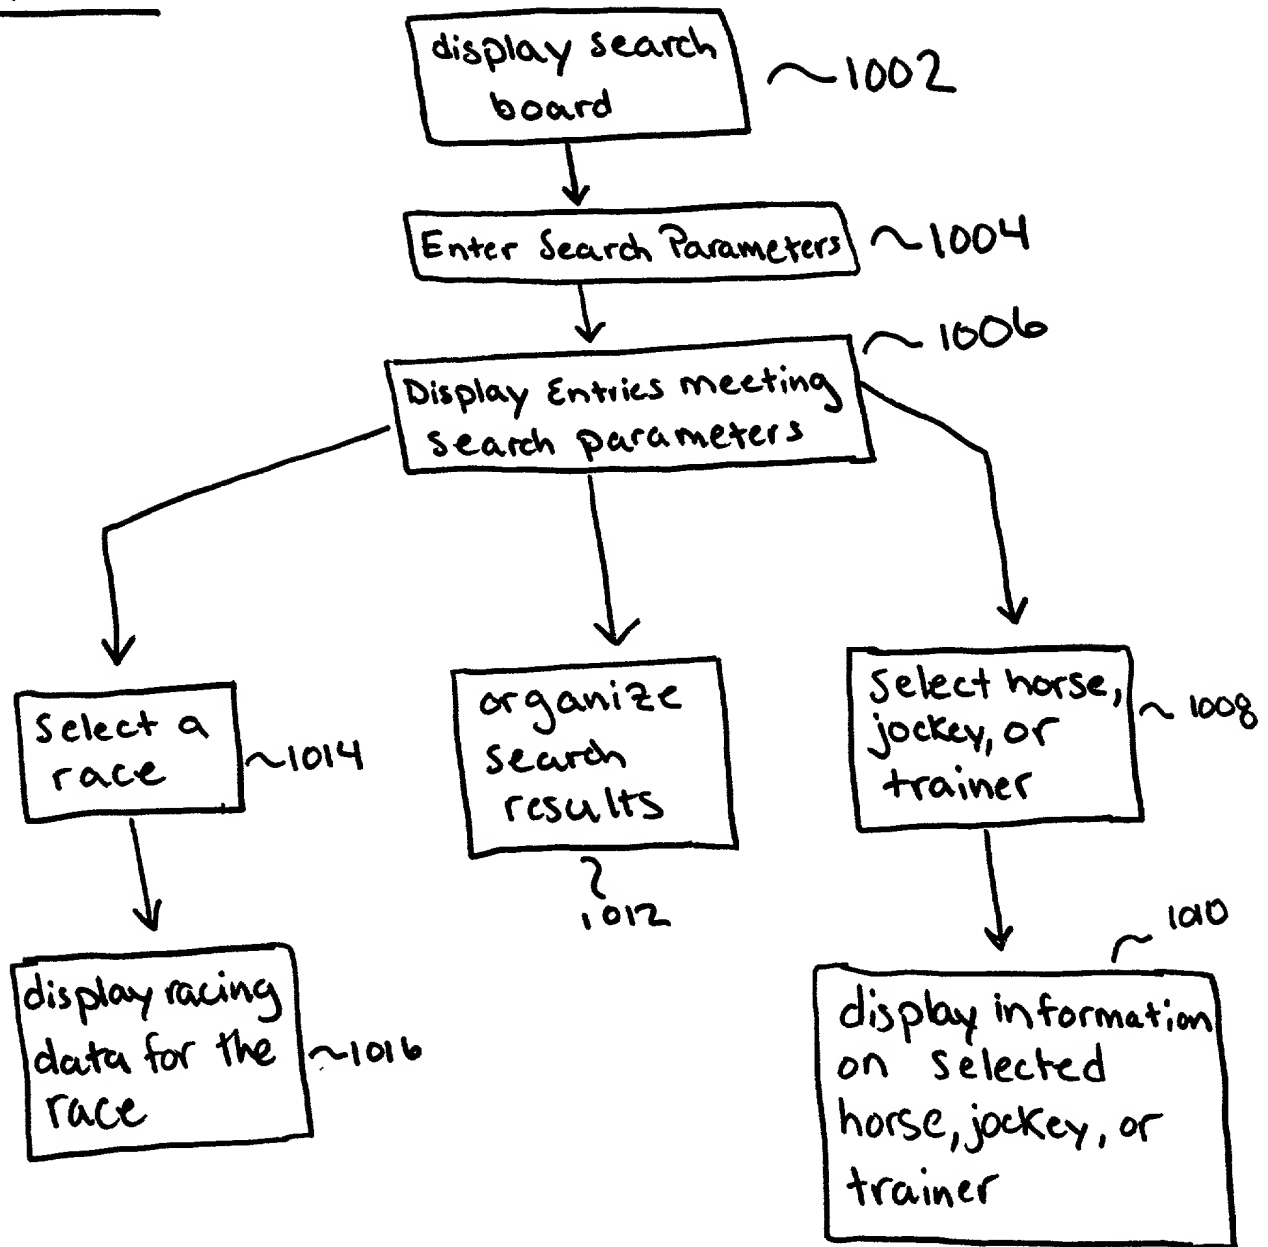 display search
board
1002
Enter Search Parameters
1004
1006
Display Entries meeting
search parameters
Select a
race
1014
organize
search
results
1012
Select horse,
jockey, or
trainer
1008
display racing
data for the
race
1016
1010
display information
on selected
horse, jockey, or
trainer